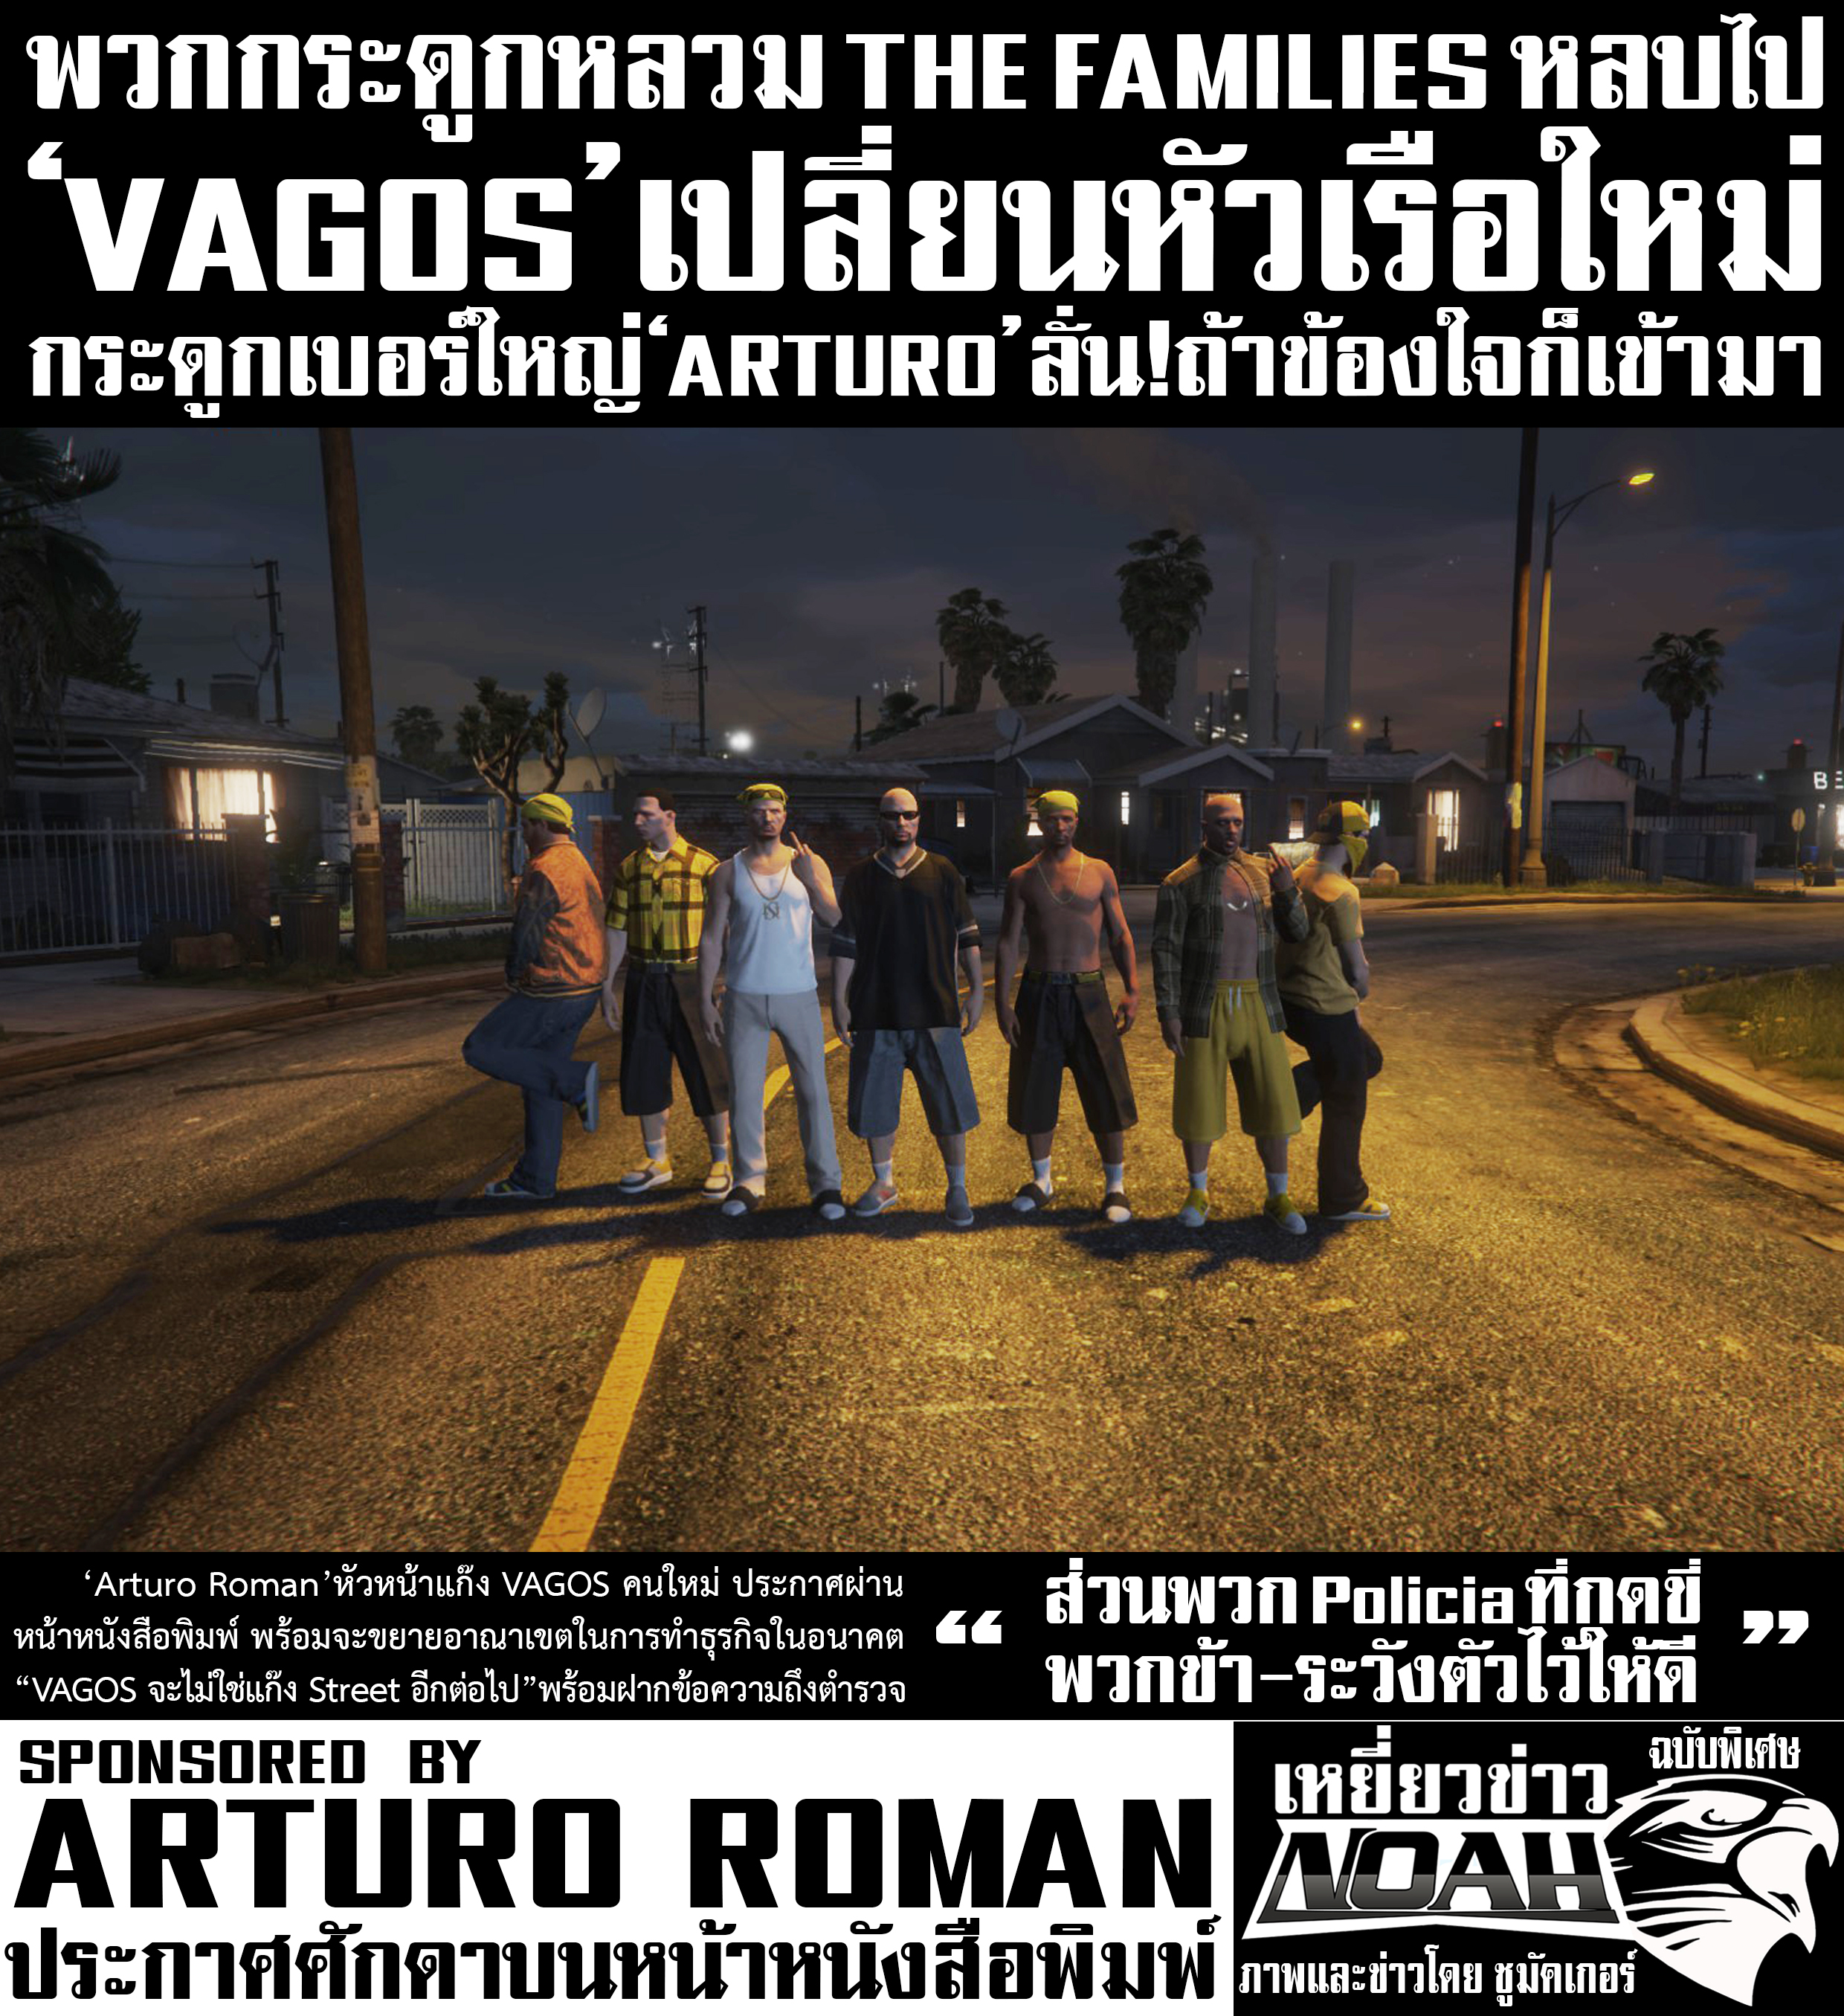 พวกกระดูกหลวม THE FAMILIES หลบไป
‘VAGOS’ เปลี่ยนหัวเรือใหม่
กระดูกเบอร์ใหญ่ ‘ARTURO’ ลั่น! ถ้าข้องใจก็เข้ามา
BE
‘Arturo Roman’ หัวหน้าแก๊ง VAGOS คนใหม่ ประกาศผ่าน
หน้าหนังสือพิมพ์ พร้อมจะขยายอาณาเขตในการทำธุรกิจในอนาคต
“VAGOS จะไม่ใช่แก๊ง Street อีกต่อไป” พร้อมฝากข้อความถึงตำรวจ
“ ส่วนพวก Policia ที่กดขี่
พวกข้า – ระวังตัวไว้ให้ดี ”
SPONSORED BY
ARTURO ROMAN
ประกาศศักดาบนหน้าหนังสือพิมพ์
ฉบับพิเศษ
เหยี่ยวข่าว
NOAH
ภาพและข่าวโดย ชูมัคเกอร์